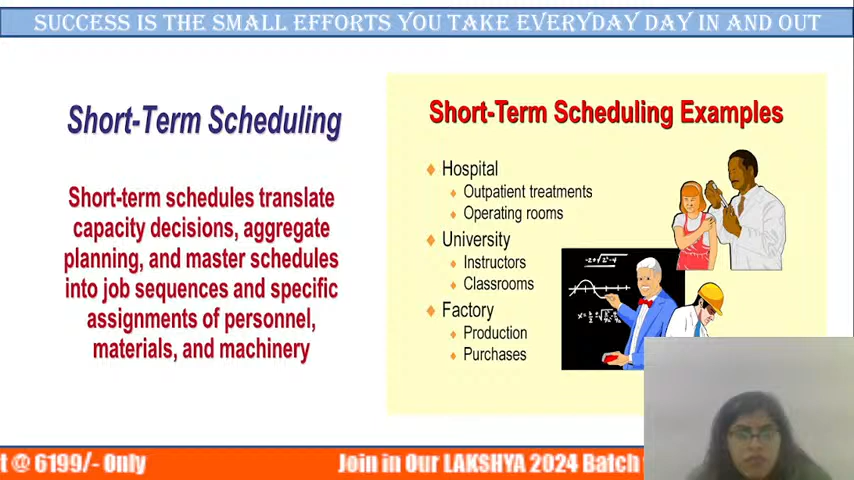 SUCCESS IS THE SMALL EFFORTS YOU TAKE EVERYDAY DAY IN AND OUT
Short-Term Scheduling
Short-term schedules translate
capacity decisions, aggregate
planning, and master schedules
into job sequences and specific
assignments of personnel,
materials, and machinery
Short-Term Scheduling Examples
Hospital
Outpatient treatments
Operating rooms
University
Instructors
Classrooms
Factory
Production
Purchases
@ 6199/- Only
Join in Our LAKSHYA 2024 Batch